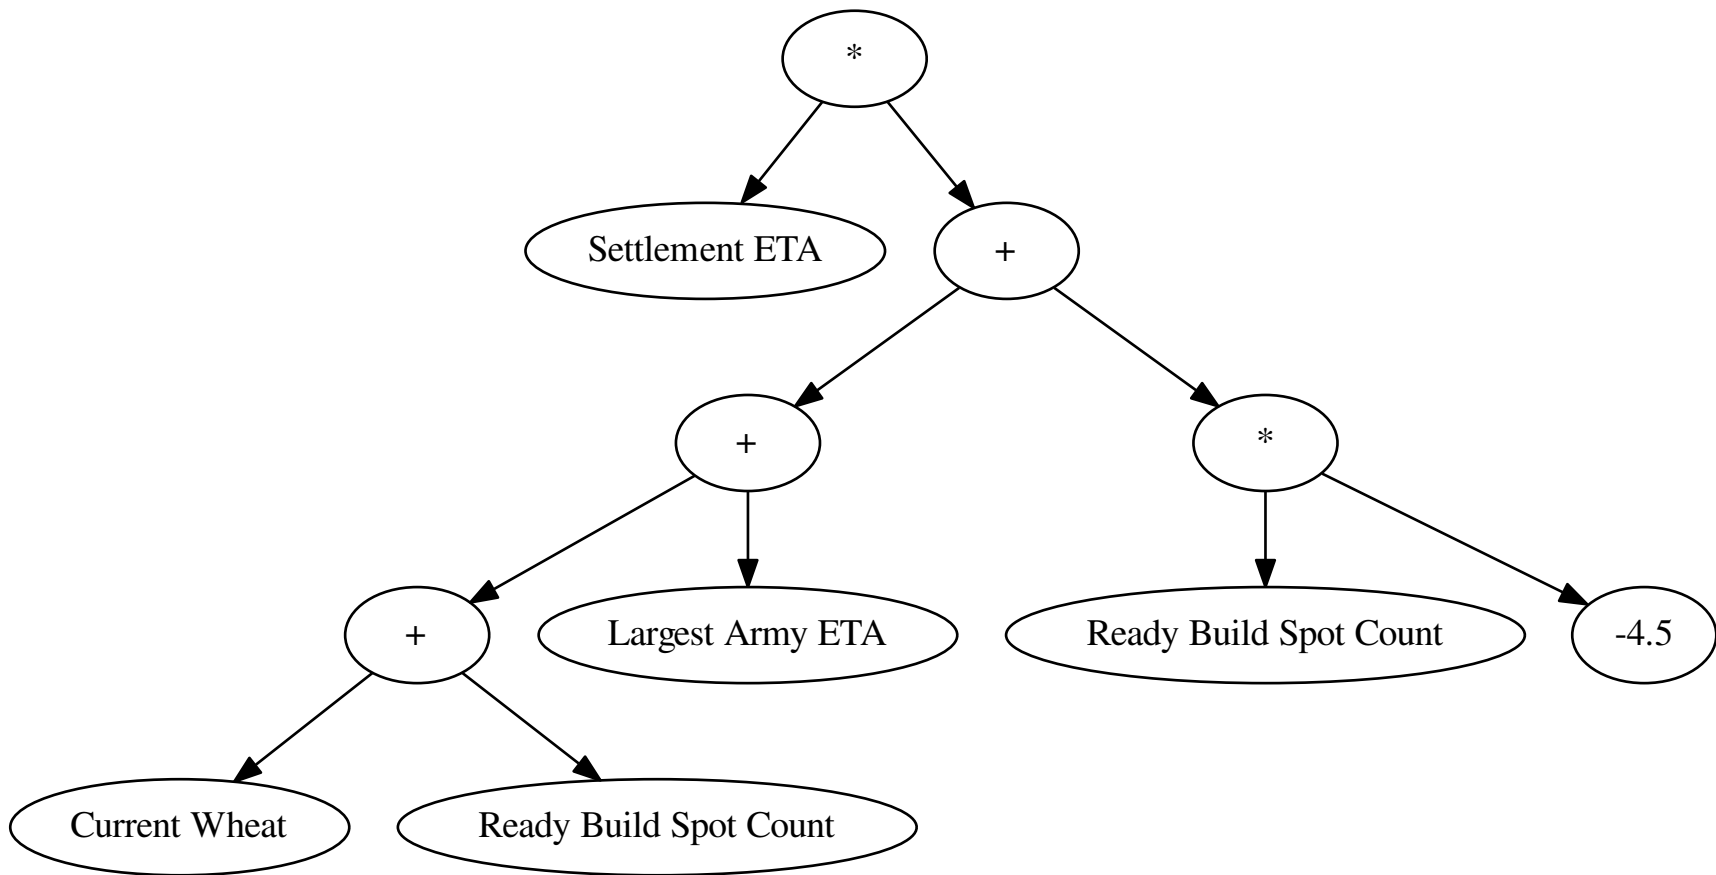 *
Settlement ETA
+
+
*
+
Largest Army ETA
Ready Build Spot Count
-4.5
Current Wheat
Ready Build Spot Count